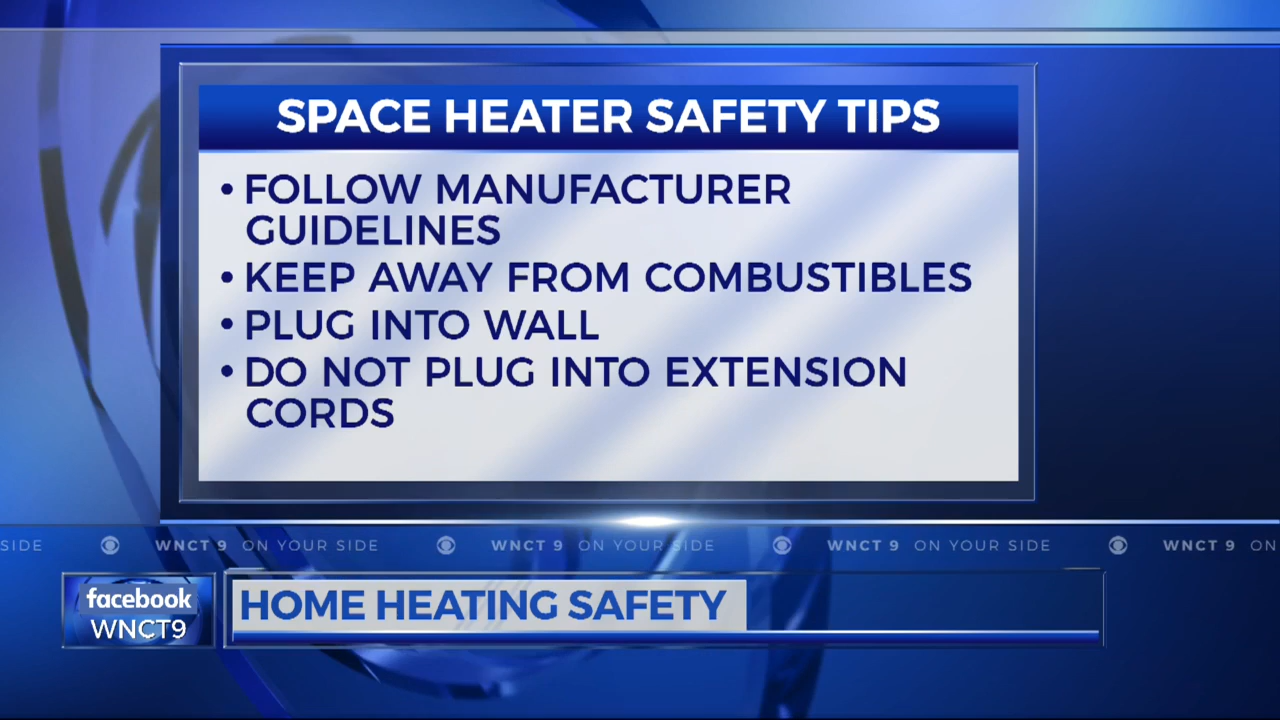 SPACE HEATER SAFETY TIPS
• FOLLOW MANUFACTURER
GUIDELINES
• KEEP AWAY FROM COMBUSTIBLES
• PLUG INTO WALL
• DO NOT PLUG INTO EXTENSION
CORDS
SIDE WNCT 9 ON YOUR SIDE WNCT 9 ON YOUR SIDE WNCT 9 ON YOUR SIDE WNCT 9 ON
facebook
WNCT9
HOME HEATING SAFETY